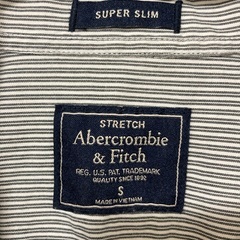 SUPER SLIM
STRETCH
Abercrombie
& Fitch
REG. U.S. PAT. TRADEMARK
QUALITY SINCE 1892
S
MADE IN VIETNAM